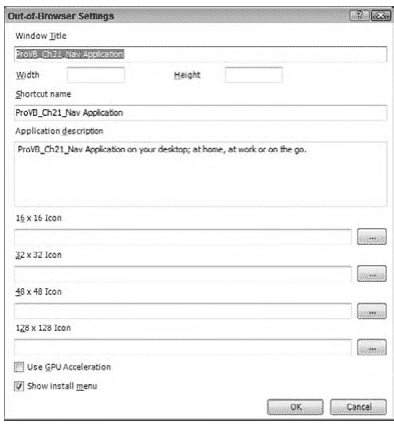 Out-of-Browser Settings
Window Title
ProVB_Ch21_Nav Application
Width Height
Shortcut name
ProVB_Ch21_Nav Application
Application description
ProVB_Ch21_Nav Application on your desktop; at home, at work or on the go.
16 x 16 Icon
...
32 x 32 Icon
...
48 x 48 Icon
...
128 x 128 Icon
...
Use GPU Acceleration
Show install menu
OK Cancel